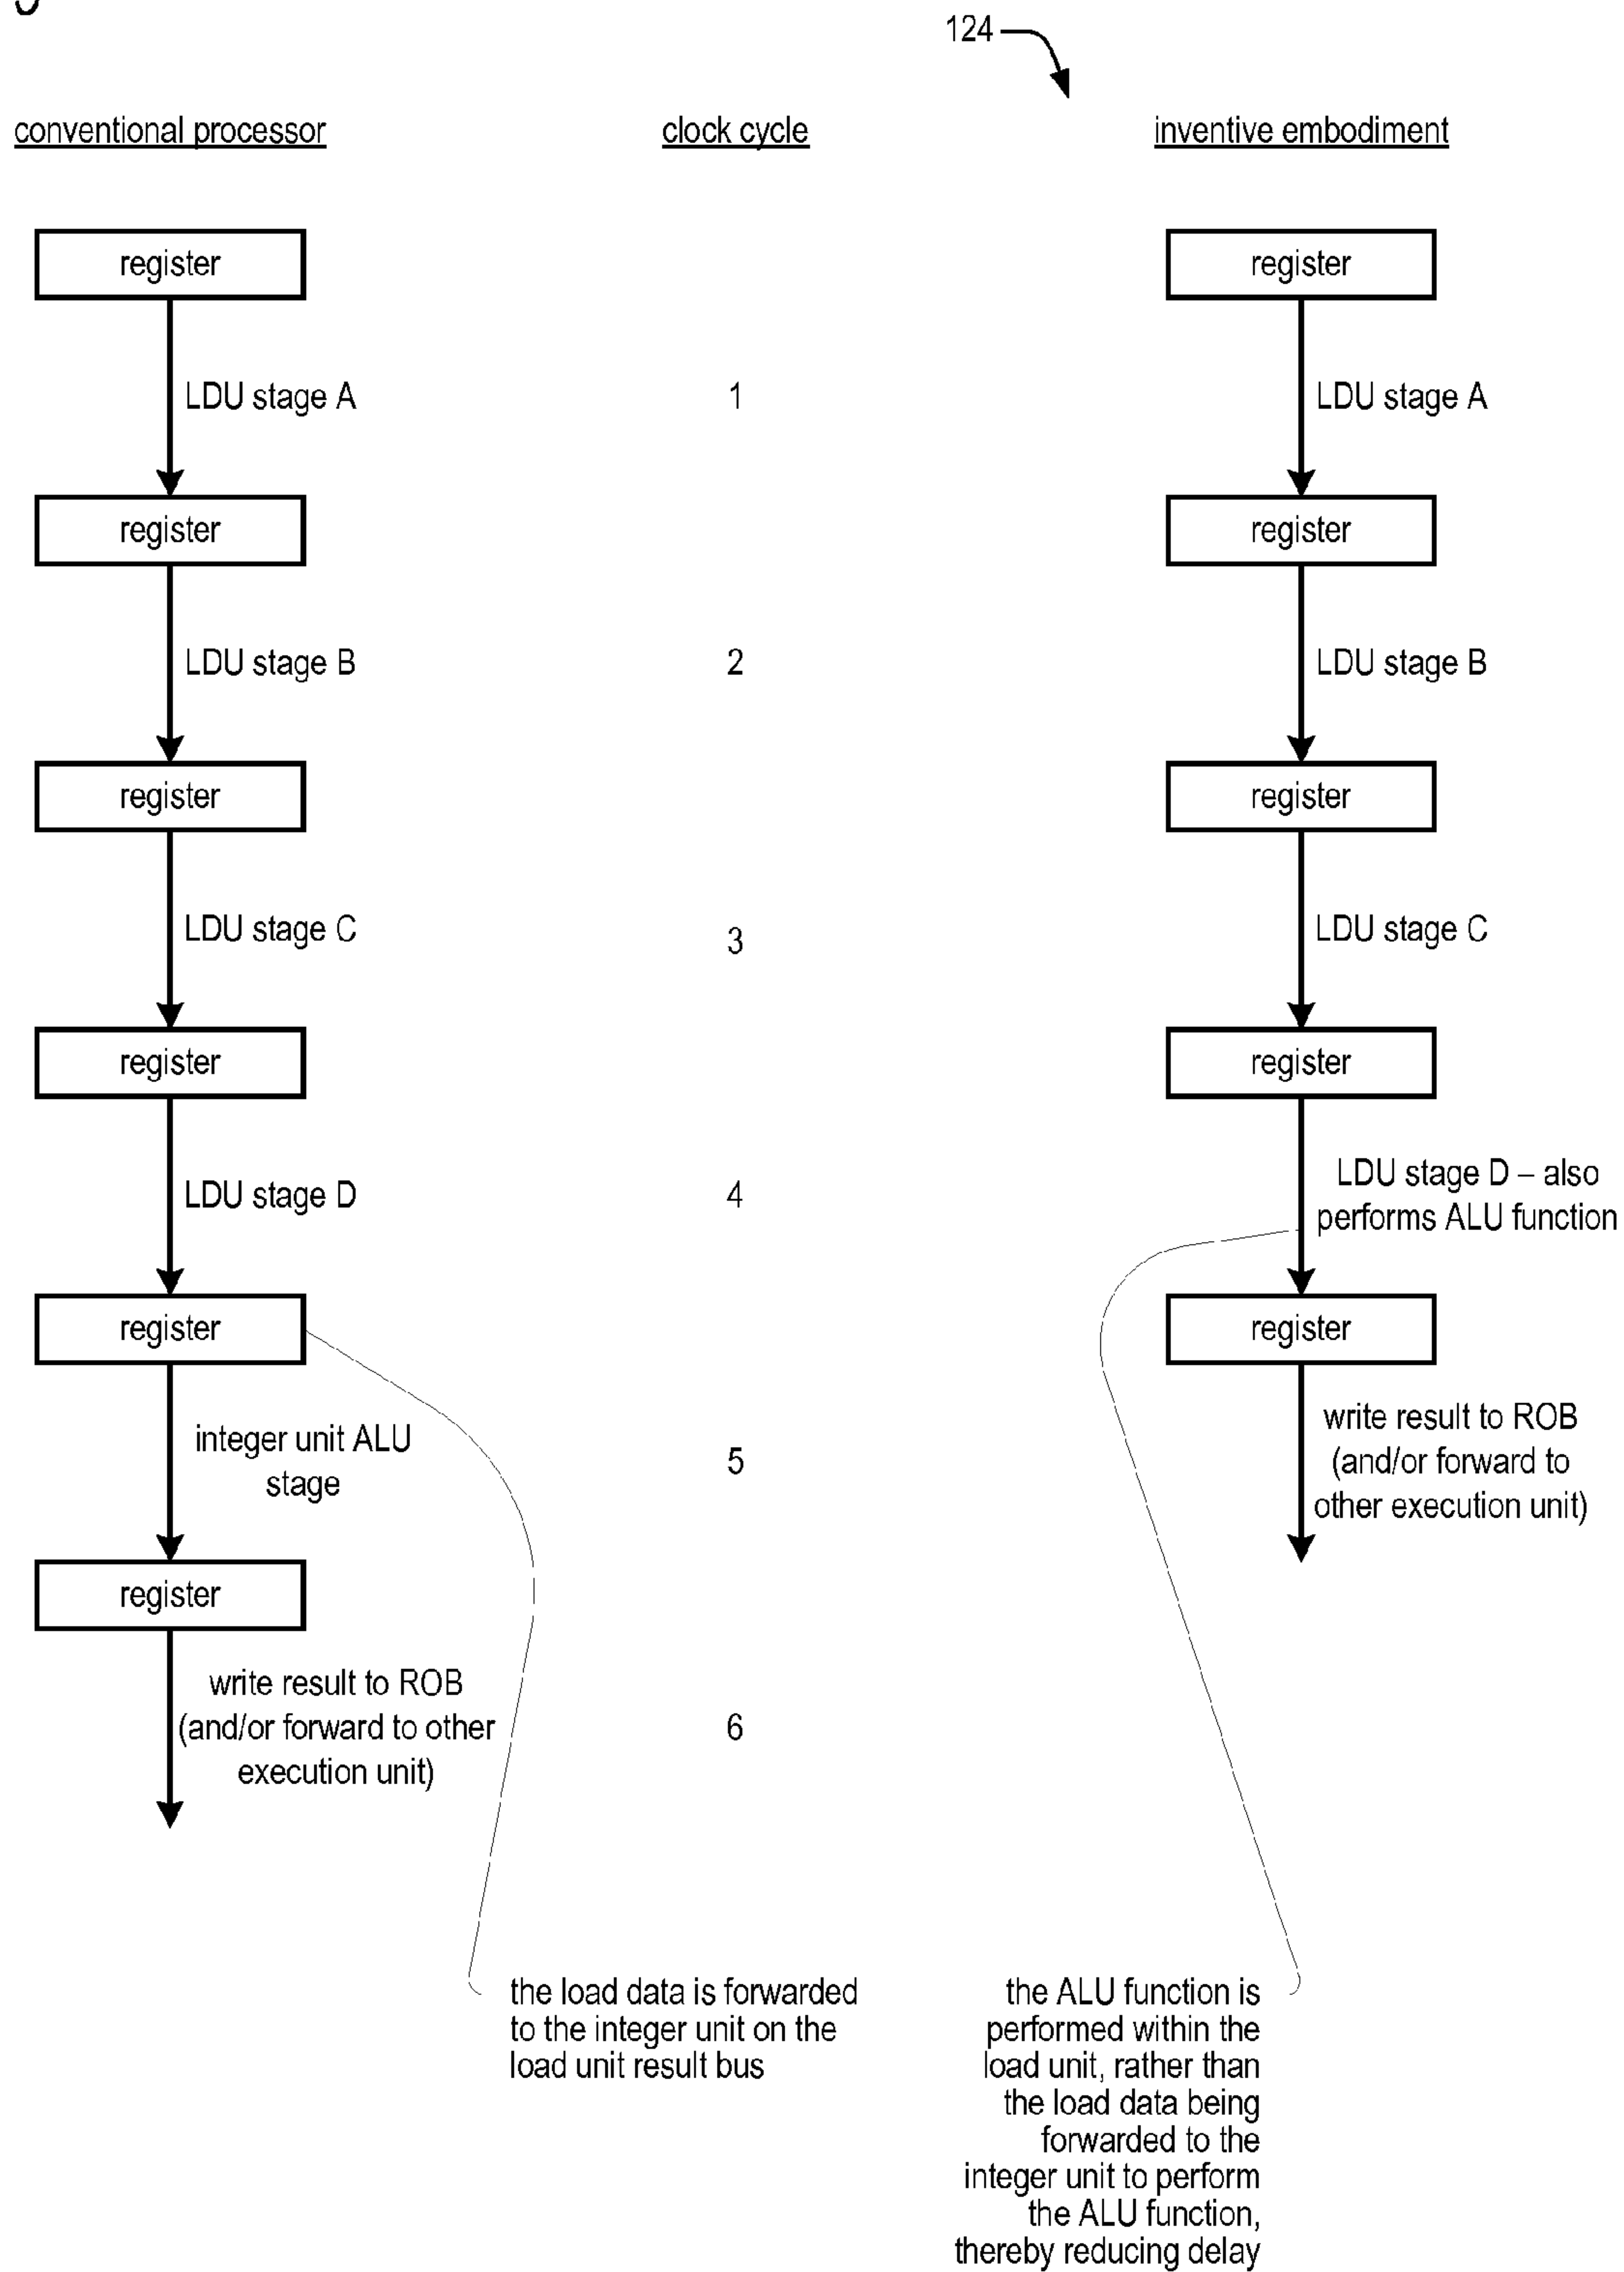 124
conventional processor
clock cycle
inventive embodiment
register
register
LDU stage A
1
LDU stage A
register
register
LDU stage B
2
LDU stage B
register
register
LDU stage C
3
LDU stage C
register
register
LDU stage D
4
LDU stage D – also
performs ALU function
register
register
integer unit ALU
stage
5
write result to ROB
(and/or forward to
other execution unit)
register
write result to ROB
(and/or forward to other
execution unit)
6
the load data is forwarded
to the integer unit on the
load unit result bus
the ALU function is
performed within the
load unit, rather than
the load data being
forwarded to the
integer unit to perform
the ALU function,
thereby reducing delay